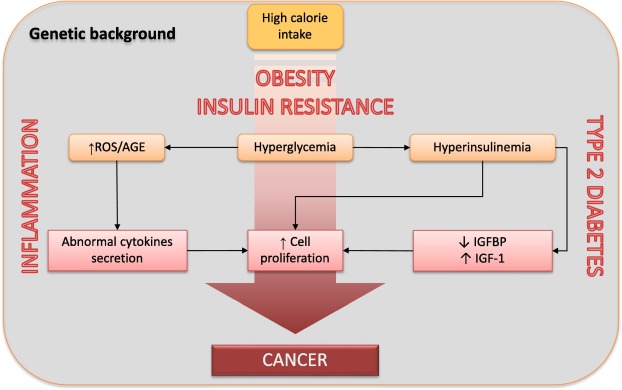 High calorie
intake
Genetic background
OBESITY
INSULIN RESISTANCE
INFLAMMATION
TYPE 2 DIABETES
↑ROS/AGE
Hyperglycemia
Hyperinsulinemia
Abnormal cytokines
secretion
↑ Cell
proliferation
↓ IGFBP
↑ IGF-1
CANCER